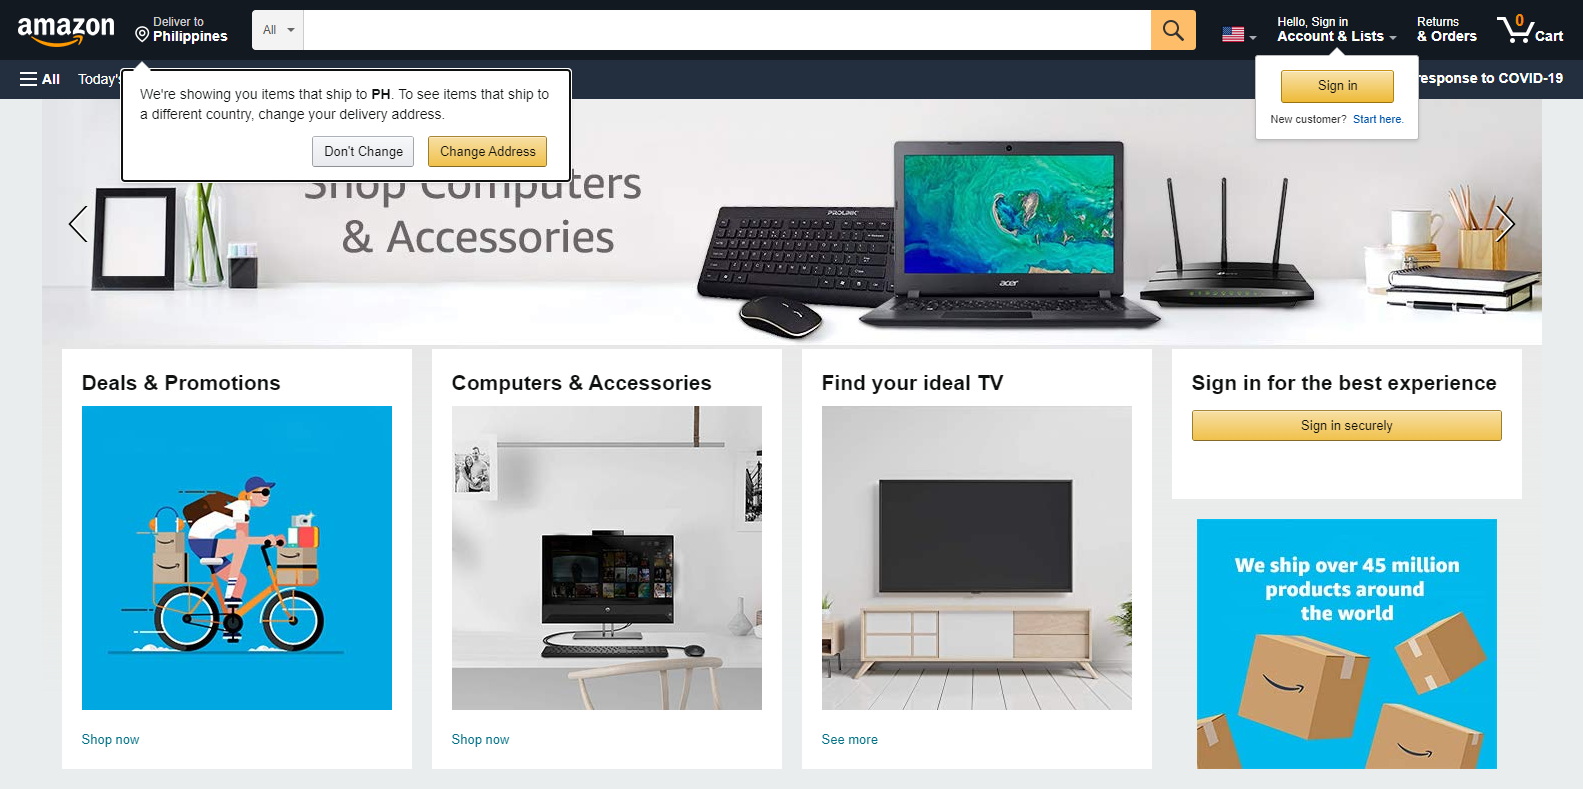 amazon
Deliver to
Philippines
All
Hello, Sign in
Account & Lists
Returns
& Orders
0
Cart
All
Today's
response to COVID-19
We're showing you items that ship to PH. To see items that ship to
a different country, change your delivery address.
Don't Change
Change Address
Sign in
New customer? Start here.
Shop Computers
& Accessories
PROLINK
acer
Deals & Promotions
Shop now
Computers & Accessories
Shop now
Find your ideal TV
See more
Sign in for the best experience
Sign in securely
We ship over 45 million
products around
the world